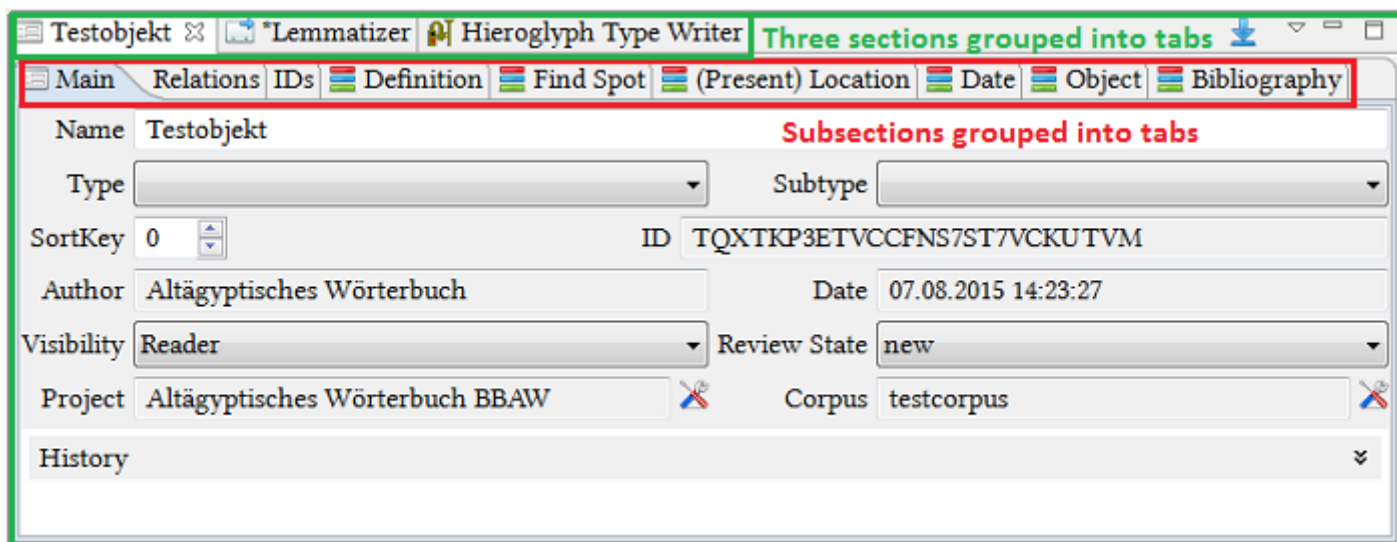 Testobjekt *Lemmatizer Hieroglyph Type Writer Three sections grouped into tabs
Main Relations IDs Definition Find Spot (Present) Location Date Object Bibliography
Name Testobjekt Subsections grouped into tabs
Type Subtype
SortKey 0 ID TQXTKP3ETVCCFNS7ST7VCKUTVM
Author Altägyptisches Wörterbuch Date 07.08.2015 14:23:27
Visibility Reader Review State new
Project Altägyptisches Wörterbuch BBAW Corpus testcorpus
History